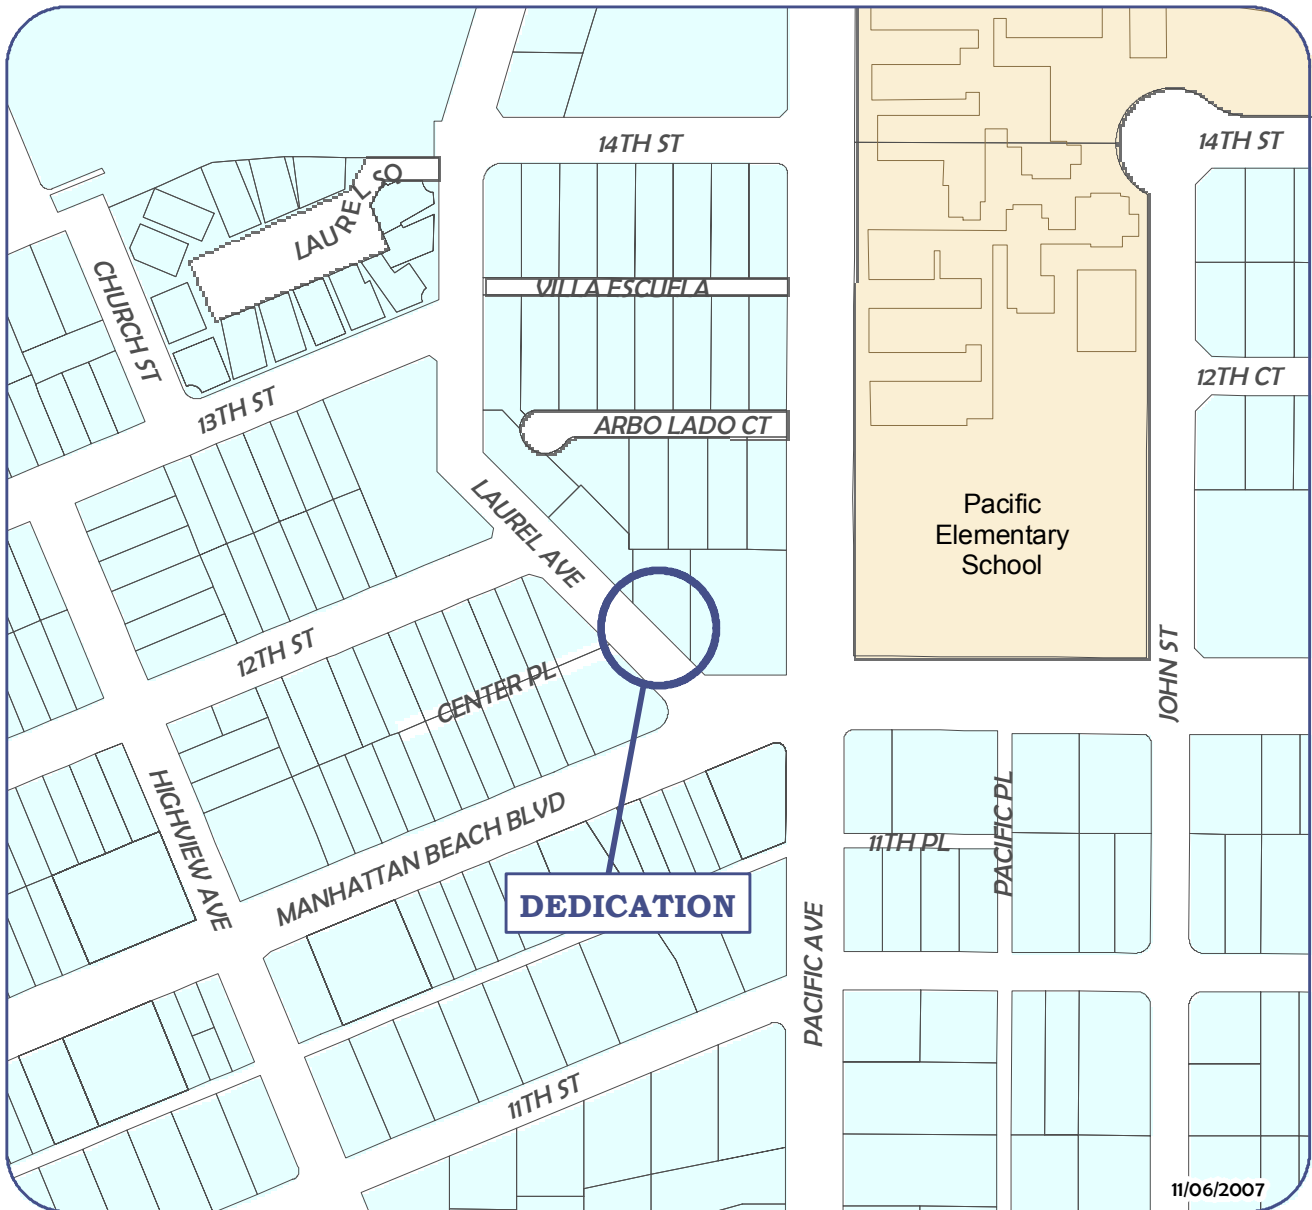 14TH ST
14TH ST
LAUREL SQ
CHURCH ST
VILLA ESCUELA
12TH CT
13TH ST
ARBO LADO CT
Pacific
Elementary
School
LAUREL AVE
12TH ST
JOHN ST
CENTER PL
HIGHVIEW AVE
MANHATTAN BEACH BLVD
11TH PL
PACIFIC PL
DEDICATION
PACIFIC AVE
11TH ST
11/06/2007